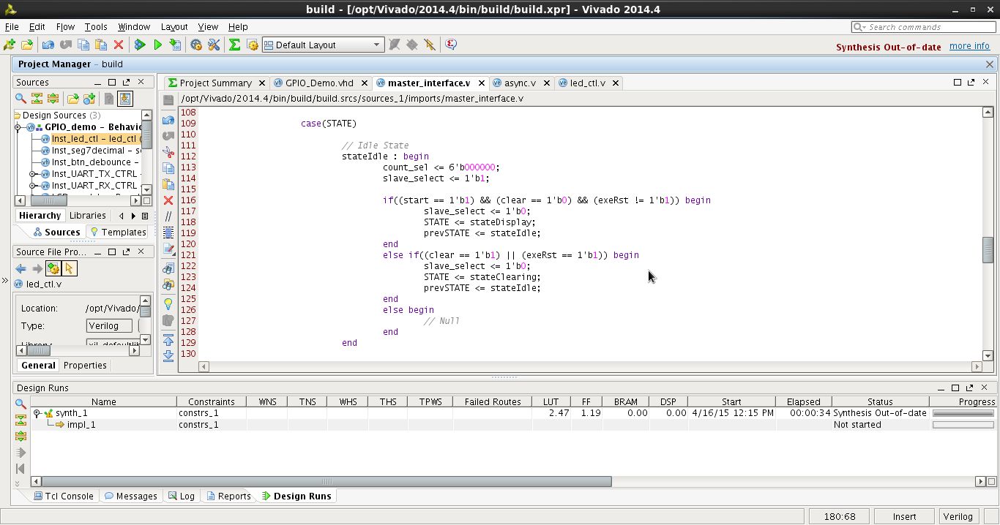 build - [/opt/Vivado/2014.4/bin/build/build.xpr] - Vivado 2014.4
File Edit Flow Tools Window Layout View Help
Search commands
Default Layout
Synthesis Out-of-date more info
Project Manager - build
Sources
Design Sources (3)
GPIO_demo - Behavio
Inst_led_ctl - led_ctl (
Inst_seg7decimal - s
Inst_btn_debounce -
Inst_UART_TX_CTRL -
Inst_UART_RX_CTRL -
Hierarchy Libraries
Sources Templates
Source File Pro...
led_ctl.v
Location: /opt/Vivado/
Type: Verilog
General Properties
Project Summary GPIO_Demo.vhd master_interface.v async.v led_ctl.v
/opt/Vivado/2014.4/bin/build/build.srcs/sources_1/imports/master_interface.v
108
109 case(STATE)
110
111 // Idle State
112 stateIdle : begin
113 count_sel <= 6'b000000;
114 slave_select <= 1'b1;
115
116 if((start == 1'b1) && (clear == 1'b0) && (exeRst != 1'b1)) begin
117 slave_select <= 1'b0;
118 STATE <= stateDisplay;
119 prevSTATE <= stateIdle;
120 end
121 else if((clear == 1'b1) || (exeRst == 1'b1)) begin
122 slave_select <= 1'b0;
123 STATE <= stateClearing;
124 prevSTATE <= stateIdle;
125 end
126 else begin
127 // Null
128 end
129 end
130
Design Runs
Name Constraints WNS TNS WHS THS TPWS Failed Routes LUT FF BRAM DSP Start Elapsed Status Progress
synth_1 constrs_1 2.47 1.19 0.00 0.00 4/16/15 12:15 PM 00:00:34 Synthesis Out-of-date
impl_1 constrs_1 Not started
Tcl Console Messages Log Reports Design Runs
180:68 Insert Verilog